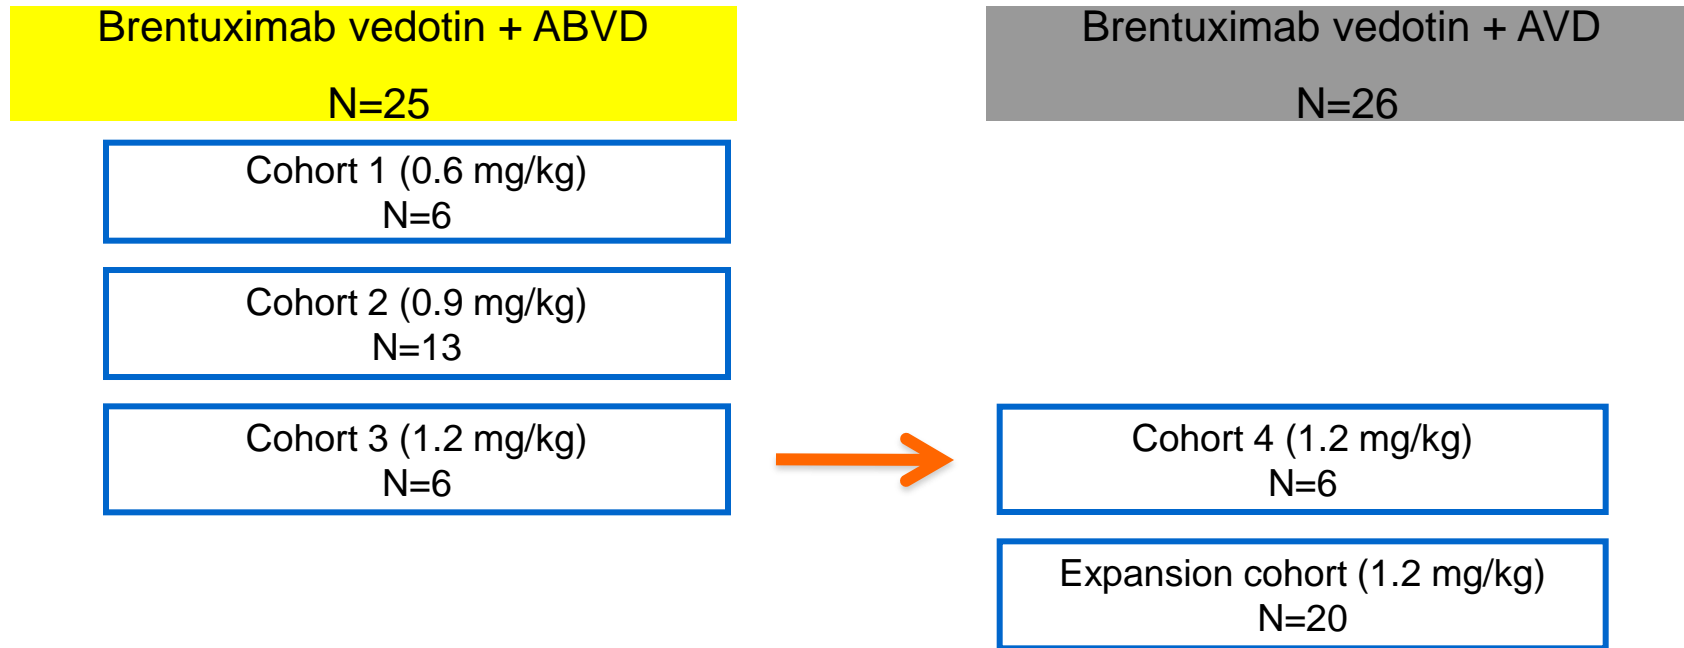 Brentuximab vedotin + ABVD
N=25
Cohort 1 (0.6 mg/kg)
N=6
Cohort 2 (0.9 mg/kg)
N=13
Cohort 3 (1.2 mg/kg)
N=6
Brentuximab vedotin + AVD
N=26
Cohort 4 (1.2 mg/kg)
N=6
Expansion cohort (1.2 mg/kg)
N=20